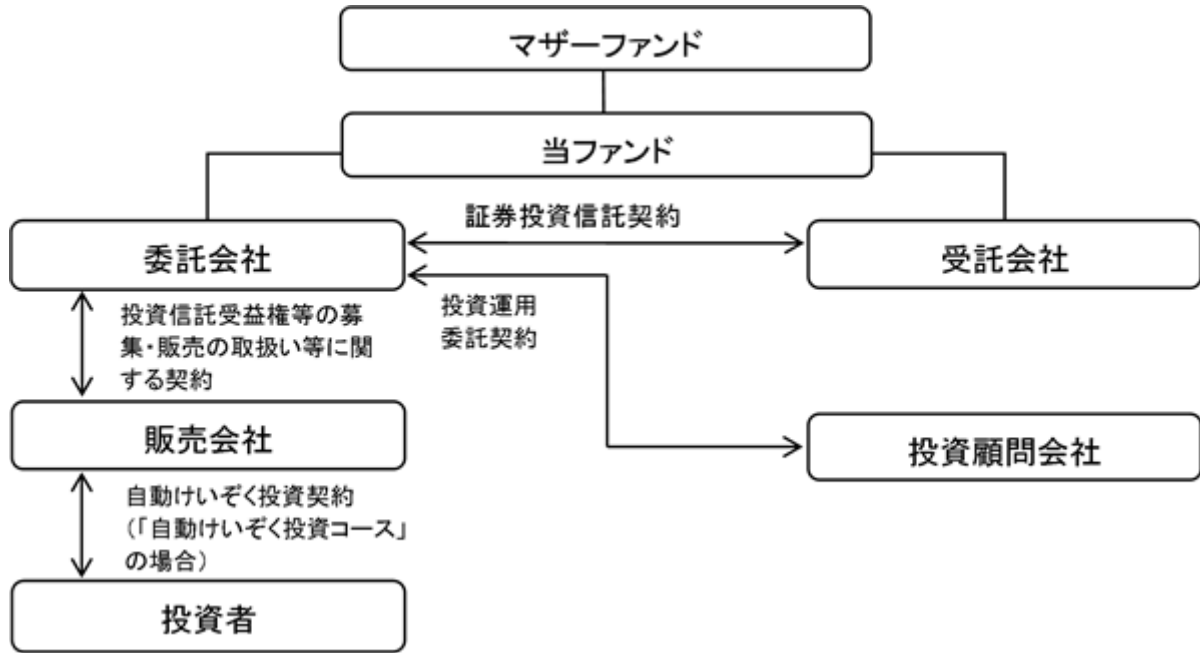 マザーファンド
当ファンド
証券投資信託契約
委託会社
受託会社
投資信託受益権等の募
集・販売の取扱い等に関
する契約
投資運用
委託契約
販売会社
投資顧問会社
自動けいぞく投資契約
（「自動けいぞく投資コース」
の場合）
投資者